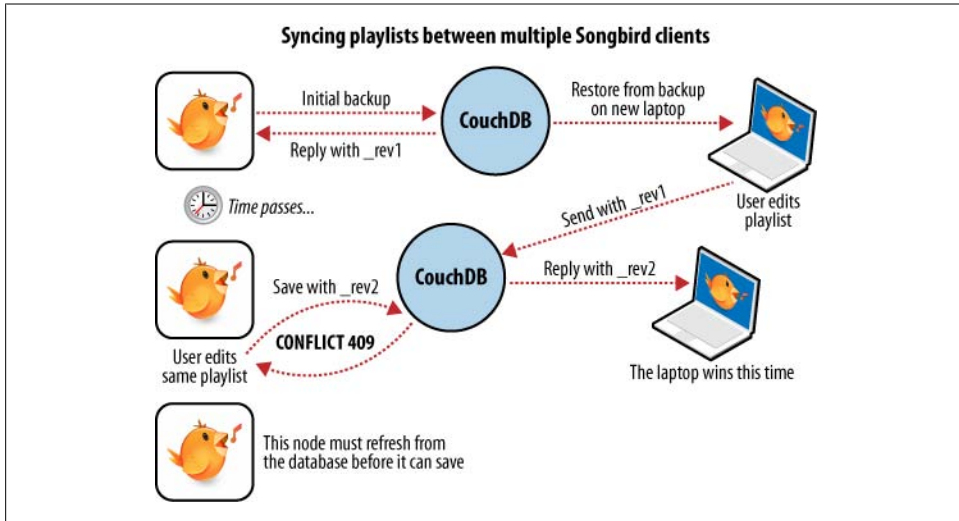 Syncing playlists between multiple Songbird clients
Initial backup
Reply with _rev1
CouchDB
Restore from backup
on new laptop
User edits
playlist
Time passes...
Send with _rev1
Save with _rev2
CONFLICT 409
User edits
same playlist
CouchDB
Reply with _rev2
The laptop wins this time
This node must refresh from
the database before it can save